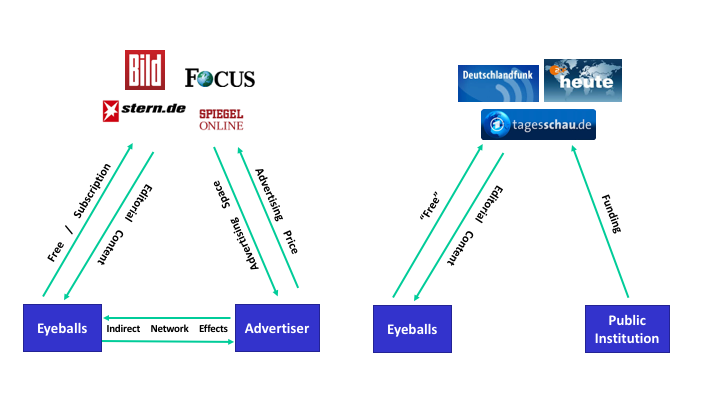 Bild
FOCUS
stern.de
SPIEGEL
ONLINE
Free / Subscription
Editorial Content
Advertising Space
Advertising Price
Eyeballs
Indirect Network Effects
Advertiser
Deutschlandfunk
ZDF
heute
tagesschau.de
“Free”
Editorial Content
Funding
Eyeballs
Public
Institution